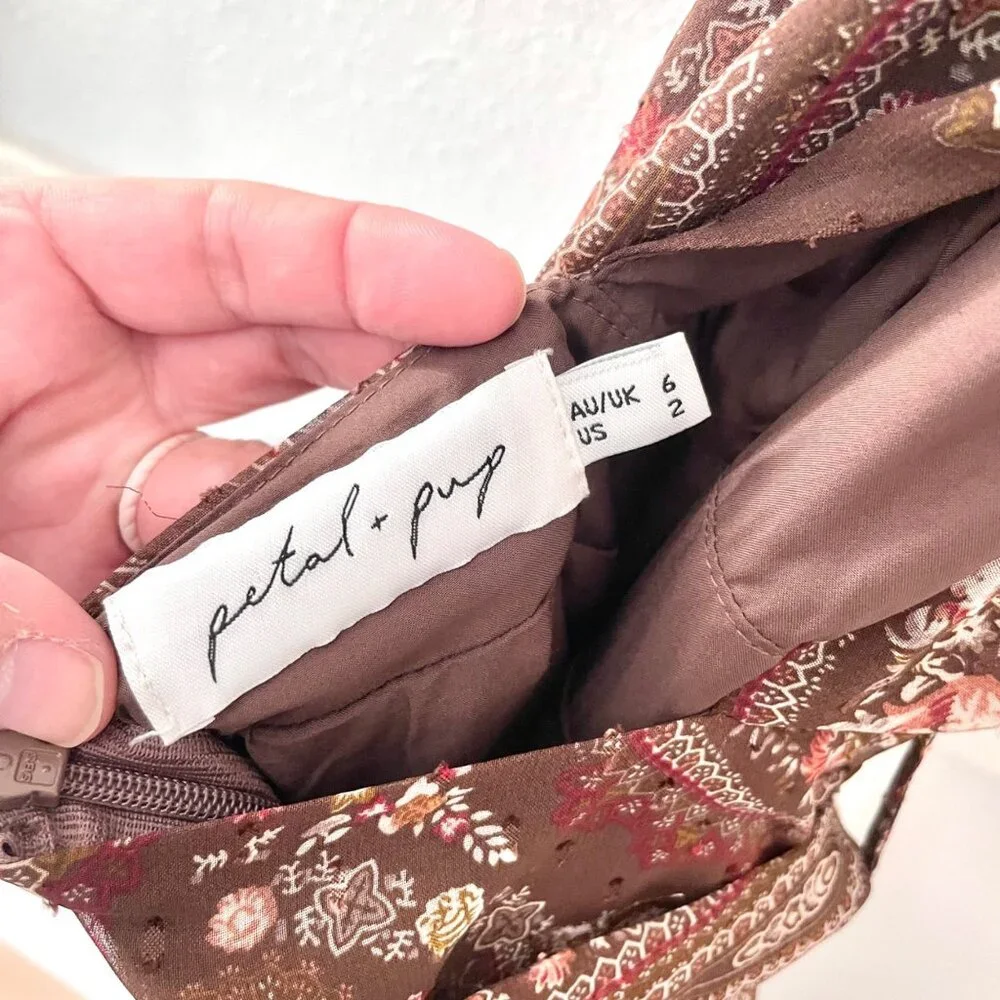 petal + pup
AU/UK 6
US 2